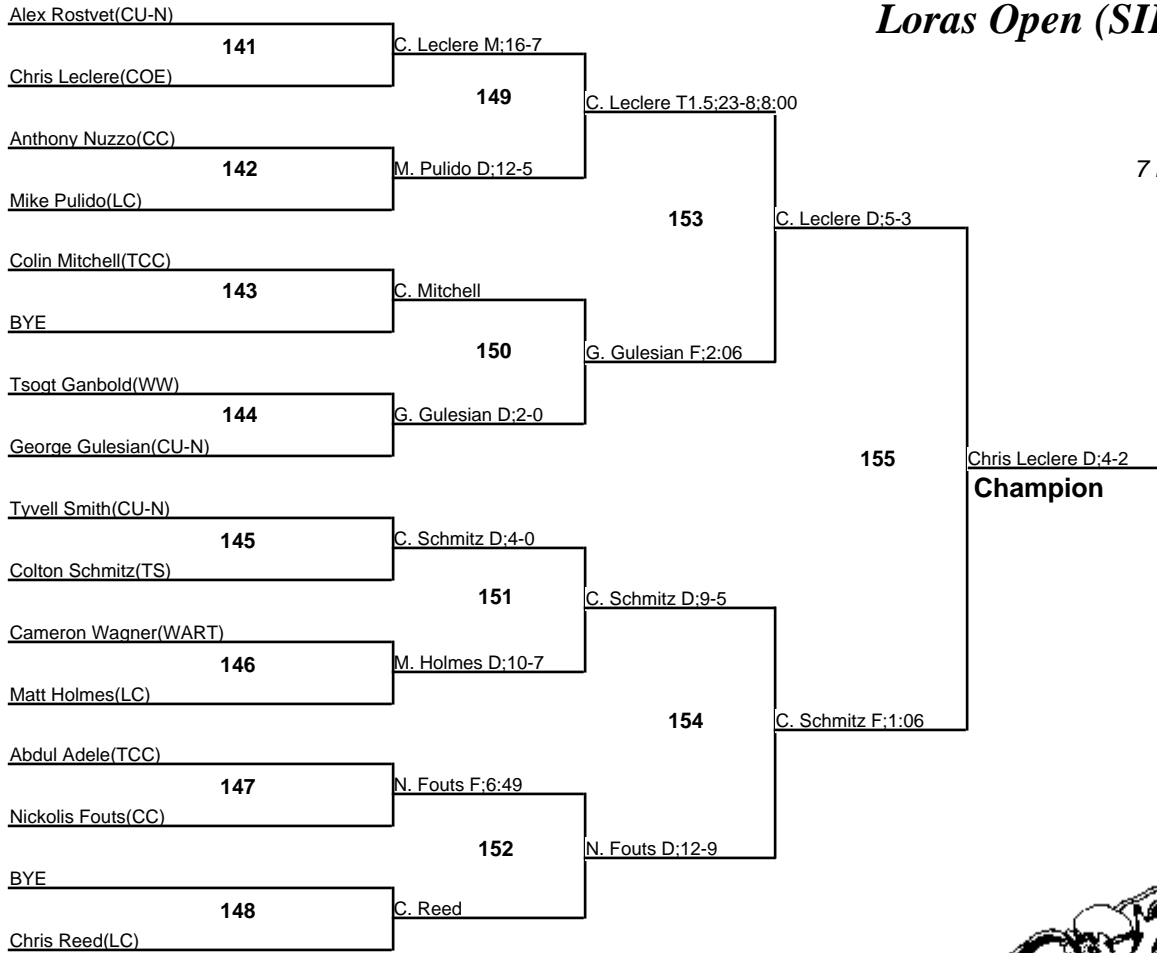 Loras Open (SI
7
Alex Rostvet(CU-N)
141
Chris Leclere(COE)
C. Leclere M;16-7
149
Anthony Nuzzo(CC)
142
Mike Pulido(LC)
M. Pulido D;12-5
C. Leclere T1.5;23-8;8:00
153
Colin Mitchell(TCC)
143
BYE
C. Mitchell
150
Tsogt Ganbold(WW)
144
George Gulesian(CU-N)
G. Gulesian D;2-0
G. Gulesian F;2:06
C. Leclere D;5-3
155
Tyvell Smith(CU-N)
145
Colton Schmitz(TS)
C. Schmitz D;4-0
151
Cameron Wagner(WART)
146
Matt Holmes(LC)
M. Holmes D;10-7
C. Schmitz D;9-5
154
Abdul Adele(TCC)
147
Nickolis Fouts(CC)
N. Fouts F;6:49
152
BYE
148
Chris Reed(LC)
C. Reed
N. Fouts D;12-9
C. Schmitz F;1:06
Chris Leclere D;4-2
Champion